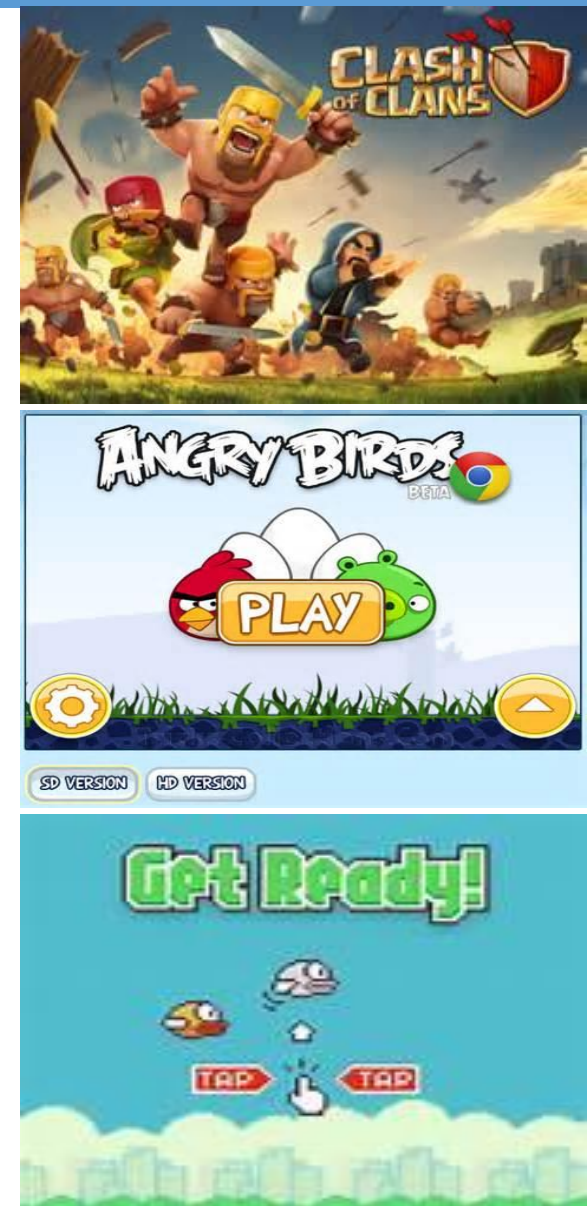 CLASH
OF CLANS
ANGRY BIRDS
BETA
PLAY
SD VERSION HD VERSION
Get Ready!
TAP TAP